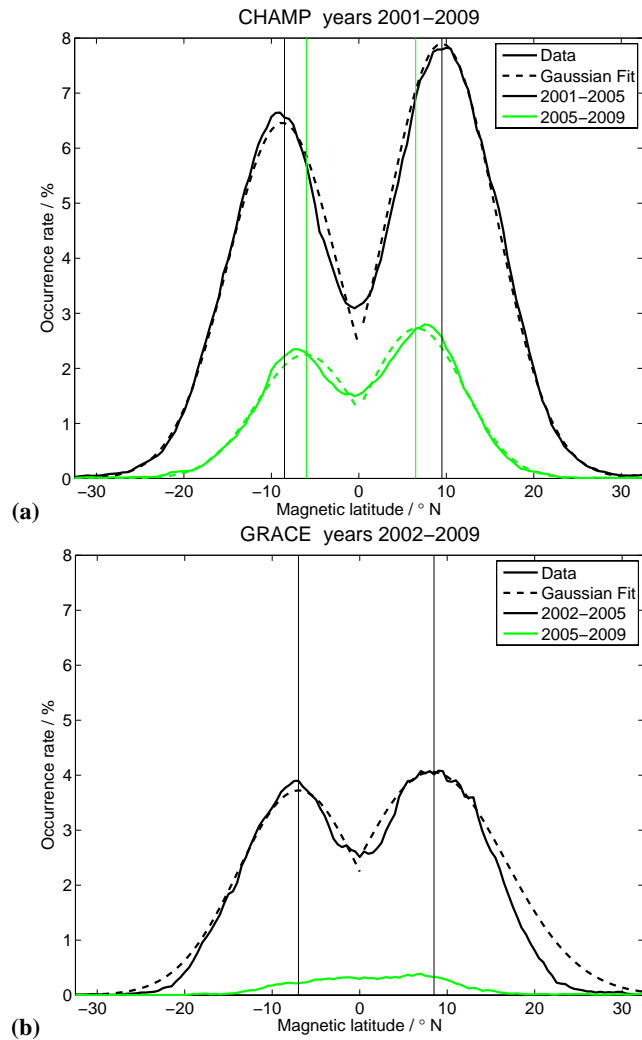 CHAMP years 2001–2009
8
7
6
5
4
3
2
1
0
Occurrence rate / %
Data
Gaussian Fit
2001–2005
2005–2009
−30 −20 −10 0 10 20 30
Magnetic latitude / ° N
(a)
GRACE years 2002–2009
8
7
6
5
4
3
2
1
0
Occurrence rate / %
Data
Gaussian Fit
2002–2005
2005–2009
−30 −20 −10 0 10 20 30
Magnetic latitude / ° N
(b)